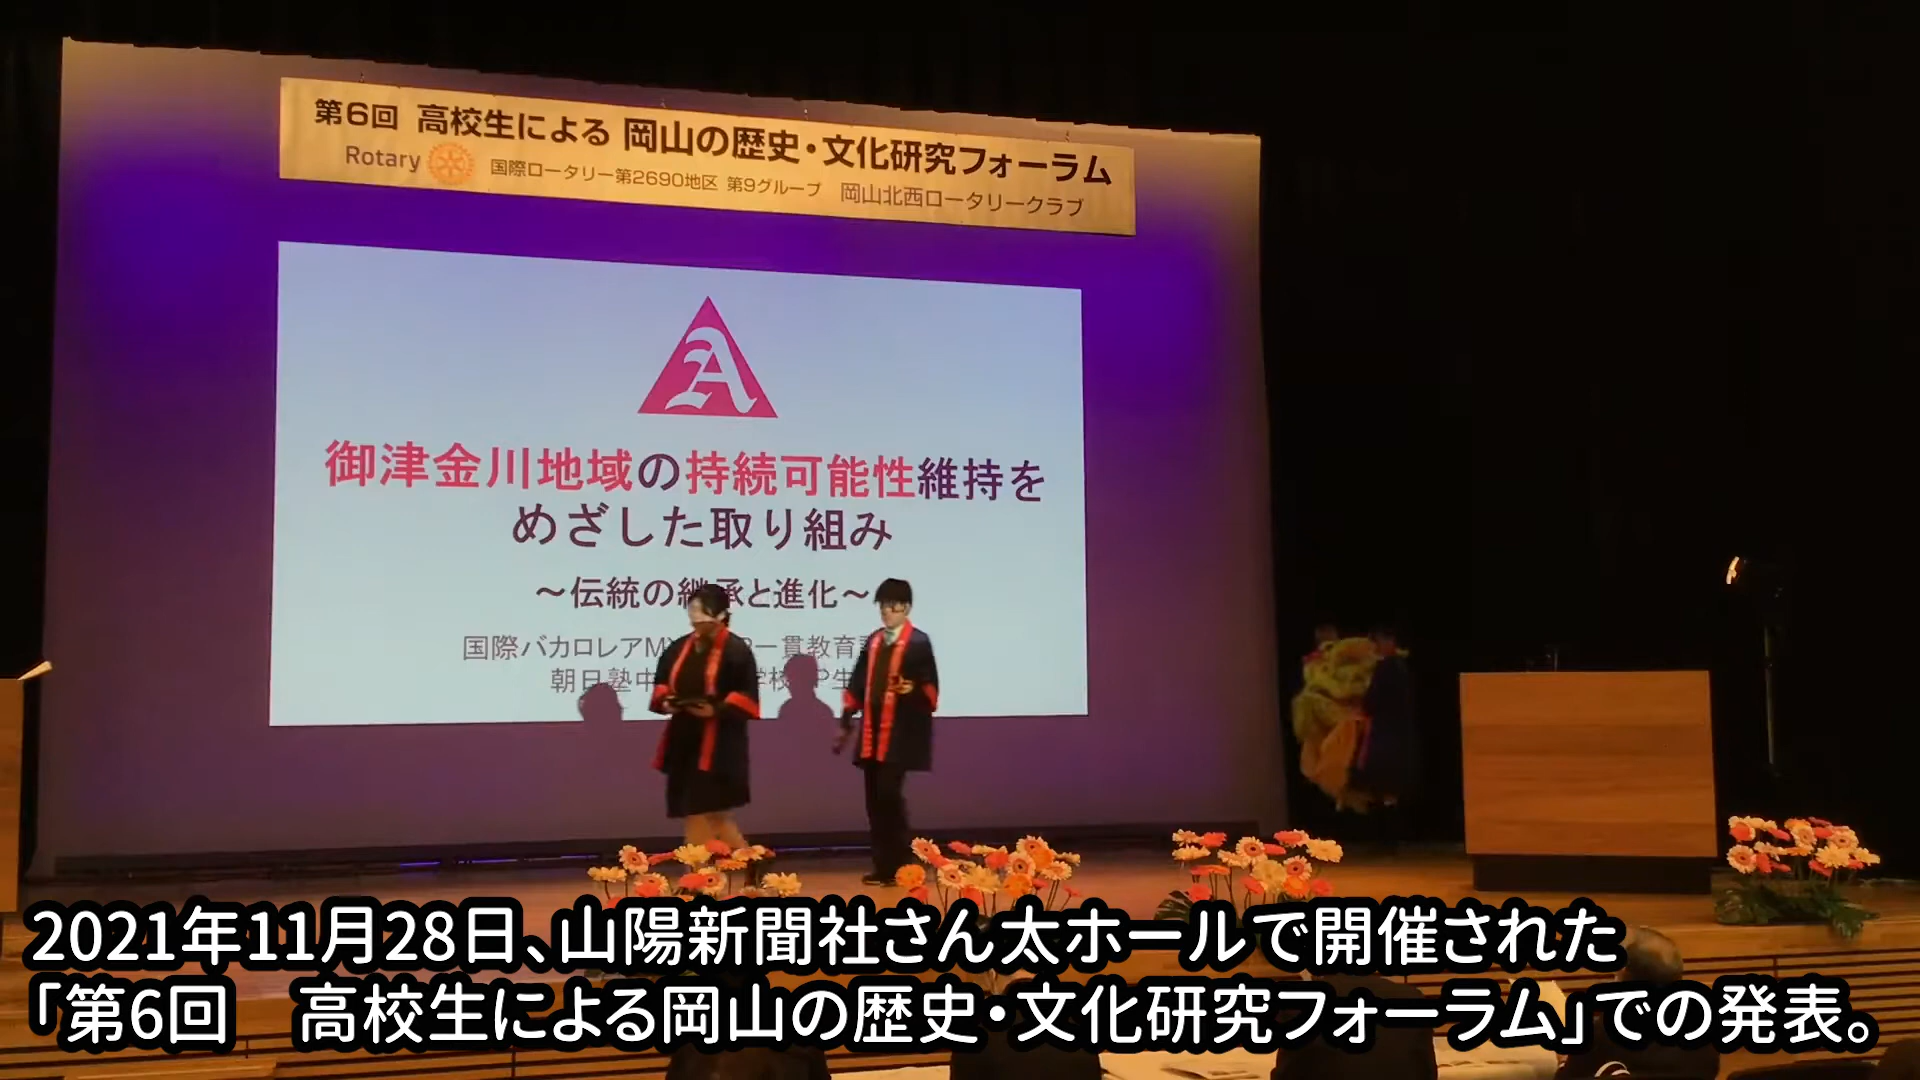 第6回 高校生による 岡山の歴史・文化研究フォーラム
Rotary 国際ロータリー第2690地区 第9グループ 岡山北西ロータリークラブ
A
御津金川地域の持続可能性維持を
めざした取り組み
～伝統の継承と進化～
国際バカロレアM 一貫教育
朝日塾中 学校 P生
2021年11月28日、山陽新聞社さん太ホールで開催された
「第6回 高校生による岡山の歴史・文化研究フォーラム」での発表。